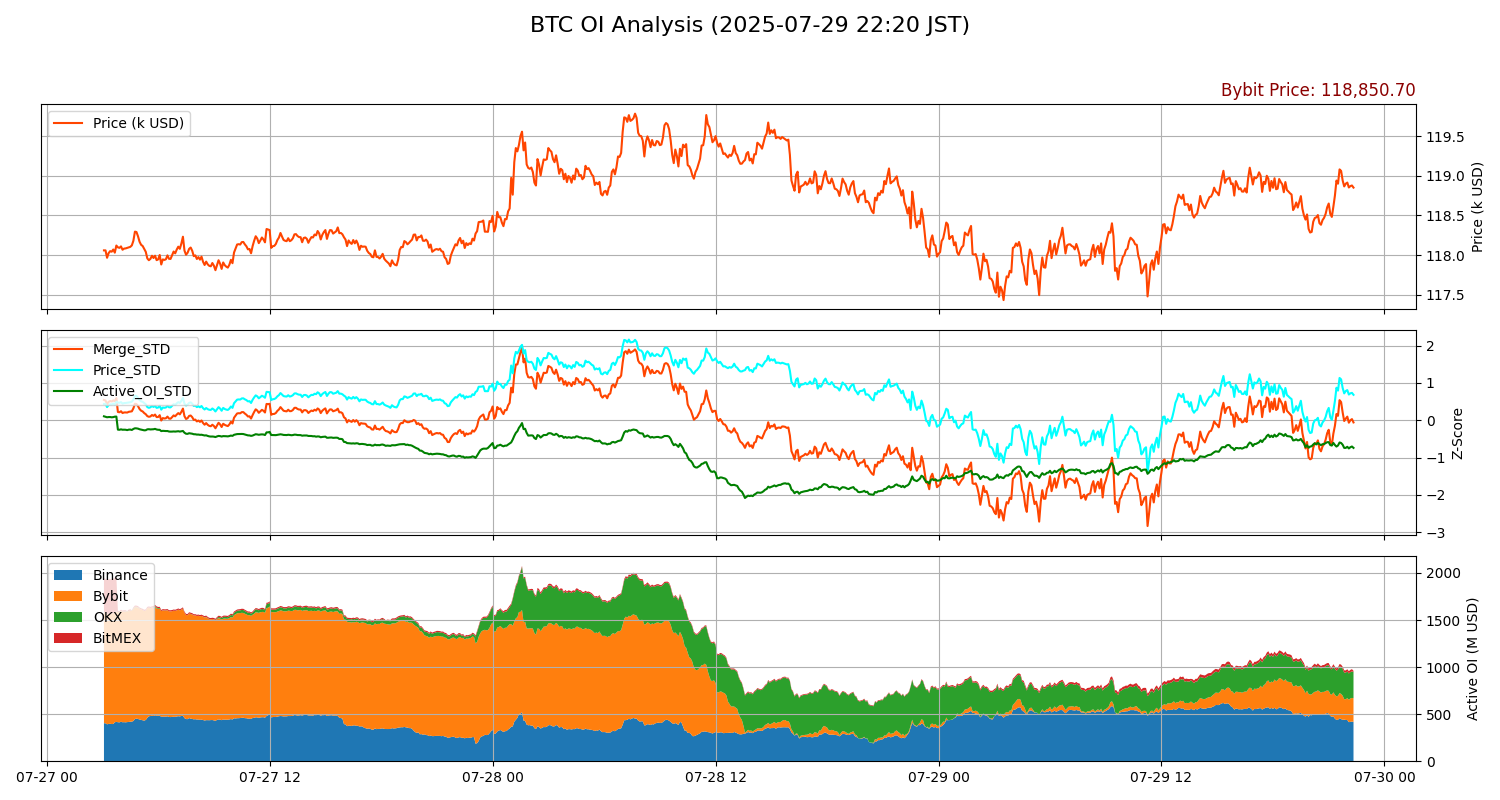 BTC OI Analysis (2025-07-29 22:20 JST)
Bybit Price: 118,850.70
Price (k USD)
119.5
119.0
118.5
118.0
117.5
Price (k USD)
Merge_STD
Price_STD
Active_OI_STD
2
1
0
−1
−2
−3
Z-Score
Binance
Bybit
OKX
BitMEX
2000
1500
1000
500
0
Active OI (M USD)
07-27 00
07-27 12
07-28 00
07-28 12
07-29 00
07-29 12
07-30 00